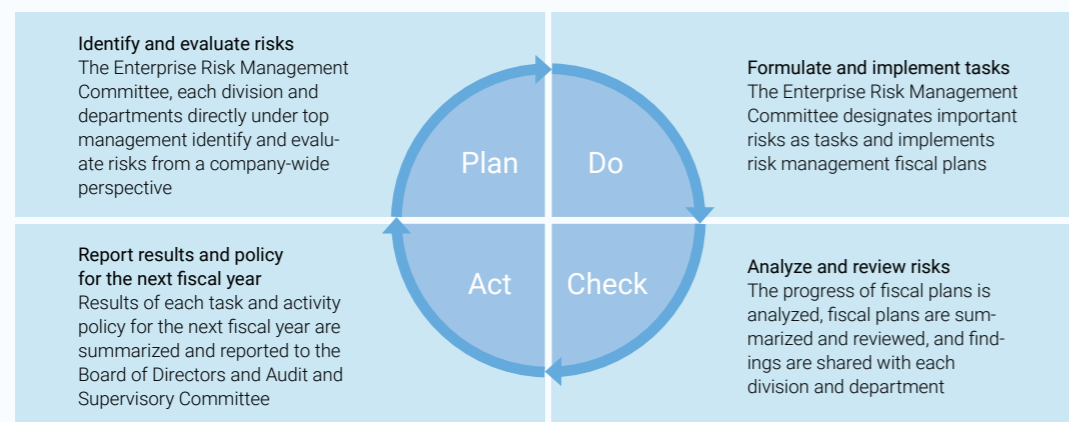 Identify and evaluate risks
The Enterprise Risk Management
Committee, each division and
departments directly under top
management identify and evalu-
ate risks from a company-wide
perspective
Plan
Do
Formulate and implement tasks
The Enterprise Risk Management
Committee designates important
risks as tasks and implements
risk management fiscal plans
Report results and policy
for the next fiscal year
Results of each task and activity
policy for the next fiscal year are
summarized and reported to the
Board of Directors and Audit and
Supervisory Committee
Act
Check
Analyze and review risks
The progress of fiscal plans is
analyzed, fiscal plans are sum-
marized and reviewed, and find-
ings are shared with each
division and department